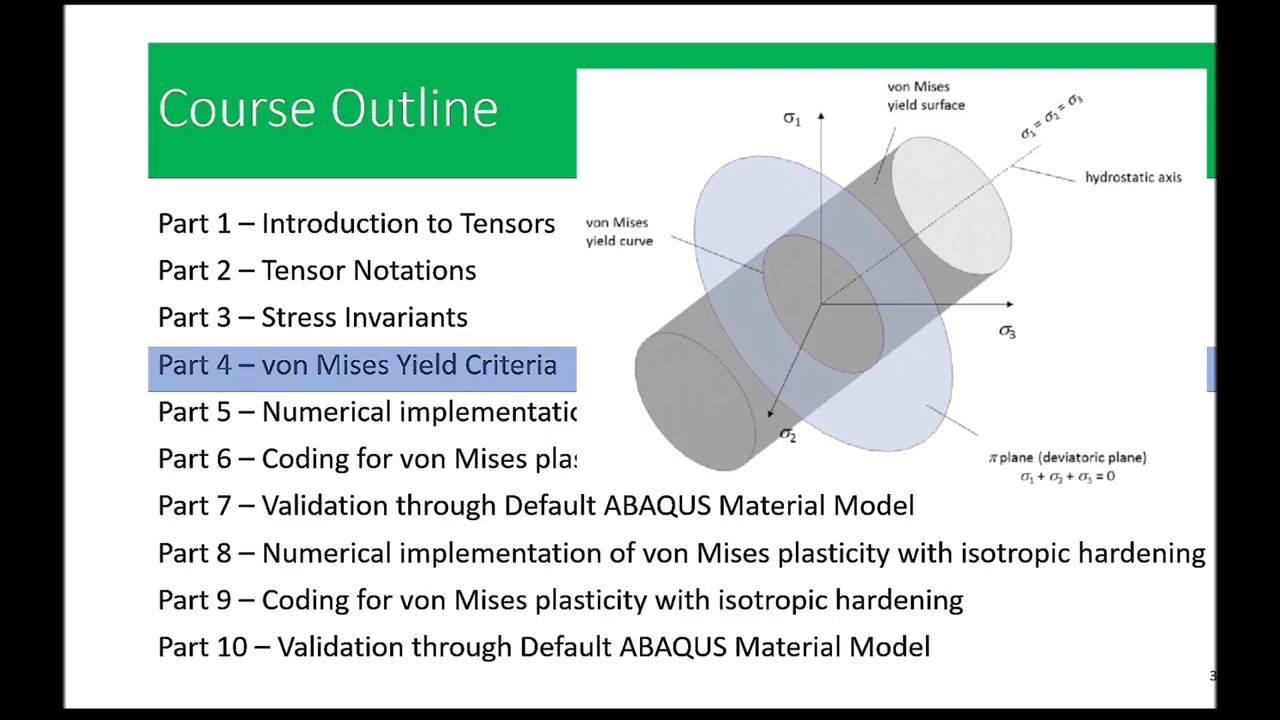 Course Outline
Part 1 – Introduction to Tensors
Part 2 – Tensor Notations
Part 3 – Stress Invariants
Part 4 – von Mises Yield Criteria
Part 5 – Numerical
Part 6 – Coding for von Mises
Part 7 – Validation through Default ABAQUS Material Model
Part 8 – Numerical implementation of von Mises plasticity with isotropic hardening
Part 9 – Coding for von Mises plasticity with isotropic hardening
Part 10 – Validation through Default ABAQUS Material Model
von Mises
yield surface
σ₁
σ₁ = σ₂ = σ₃
hydrostatic axis
von Mises
yield curve
σ₃
σ₂
π plane (deviatoric plane)
σ₁ + σ₂ + σ₃ = 0
3